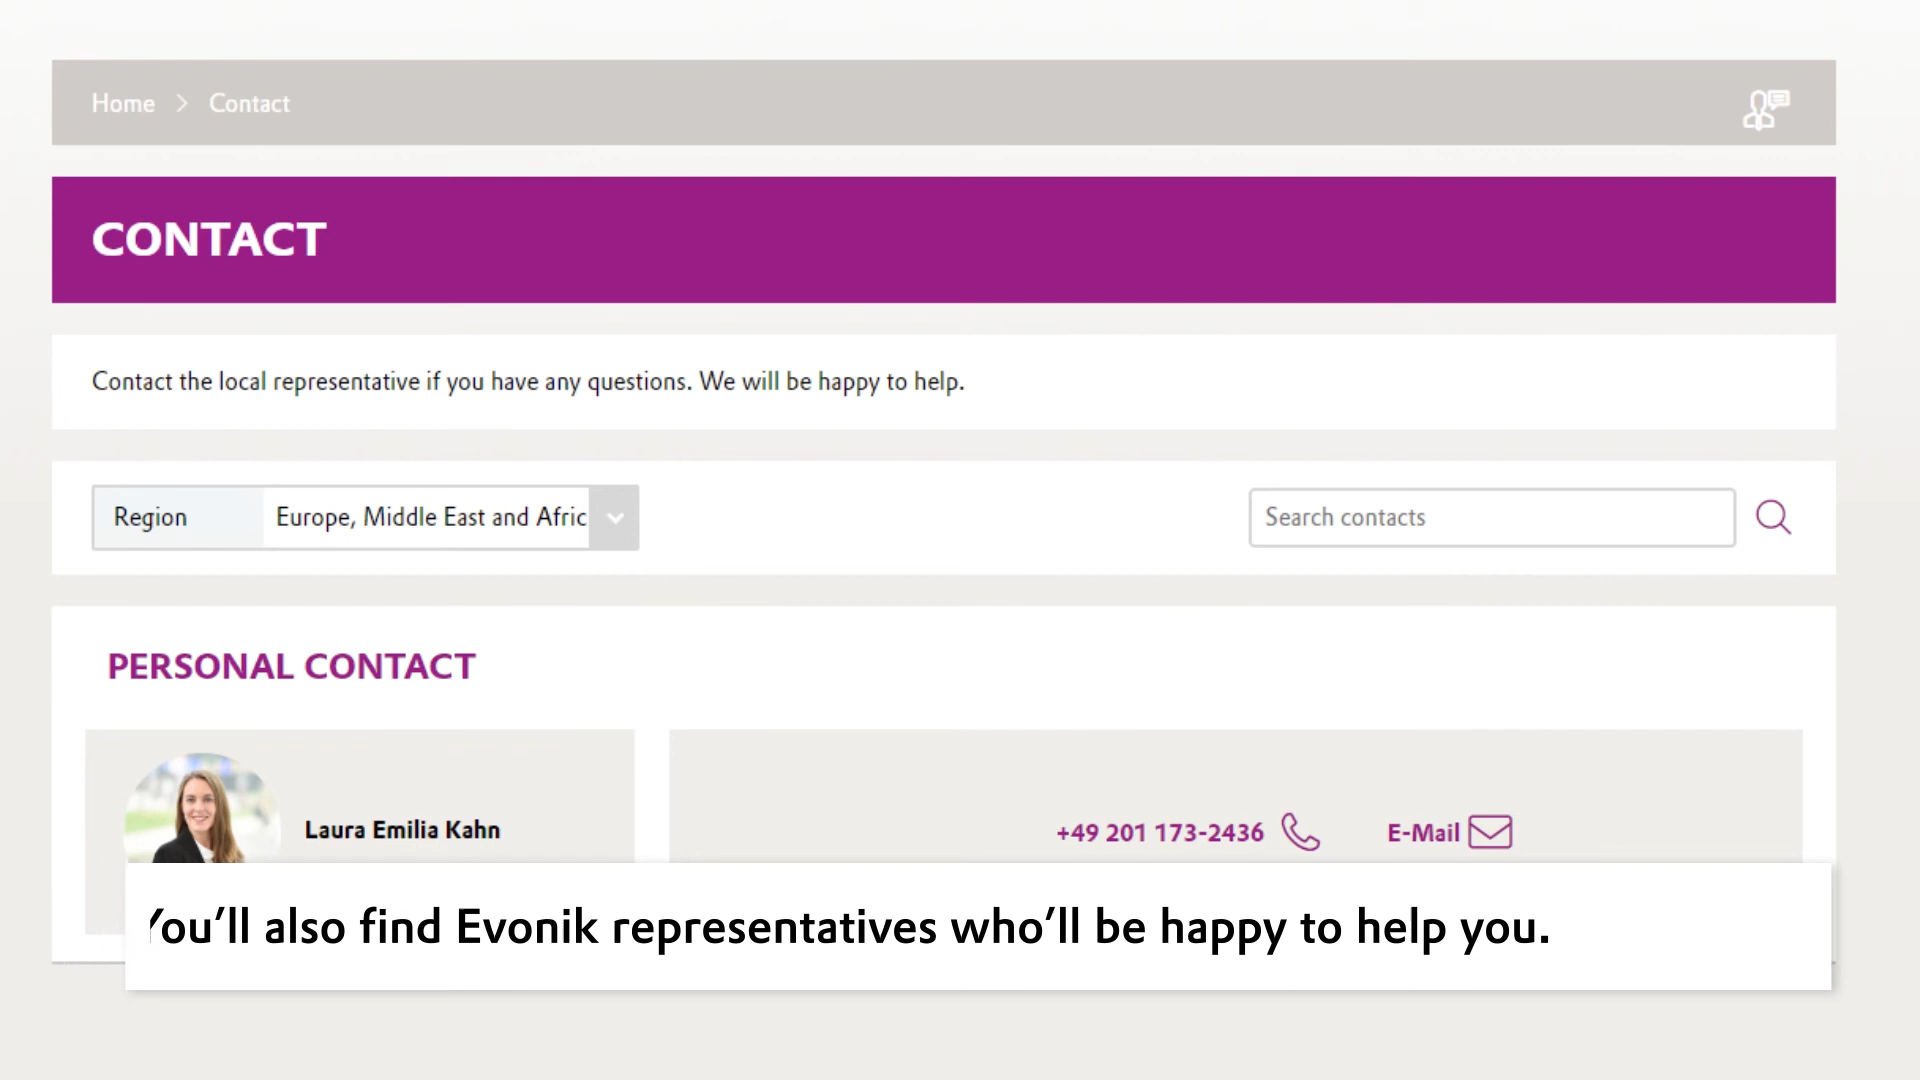 Home > Contact
CONTACT
Contact the local representative if you have any questions. We will be happy to help.
Region Europe, Middle East and Afric Search contacts
PERSONAL CONTACT
Laura Emilia Kahn +49 201 173-2436 E-Mail
You’ll also find Evonik representatives who’ll be happy to help you.